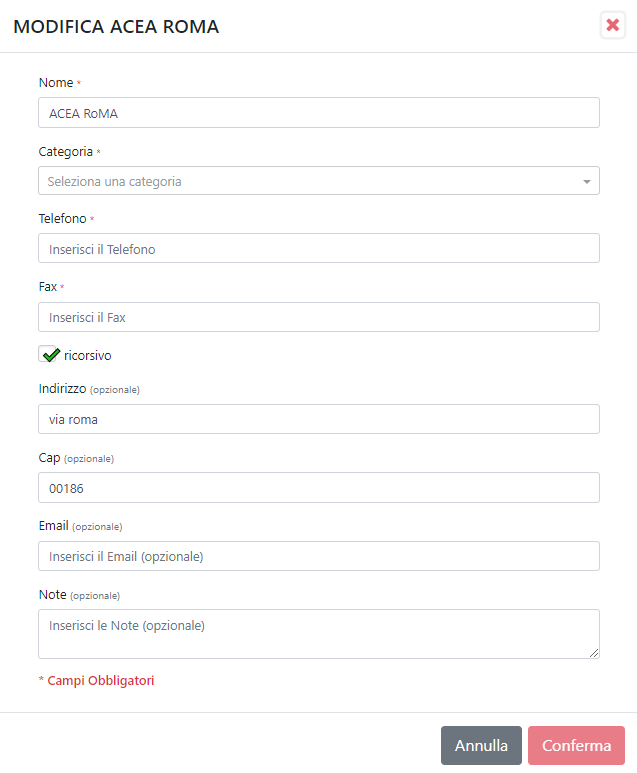 MODIFICA ACEA ROMA
Nome *
ACEA RoMA
Categoria *
Seleziona una categoria
Telefono *
Inserisci il Telefono
Fax *
Inserisci il Fax
ricorsivo
Indirizzo (opzionale)
via roma
Cap (opzionale)
00186
Email (opzionale)
Inserisci il Email (opzionale)
Note (opzionale)
Inserisci le Note (opzionale)
* Campi Obbligatori
Annulla Conferma